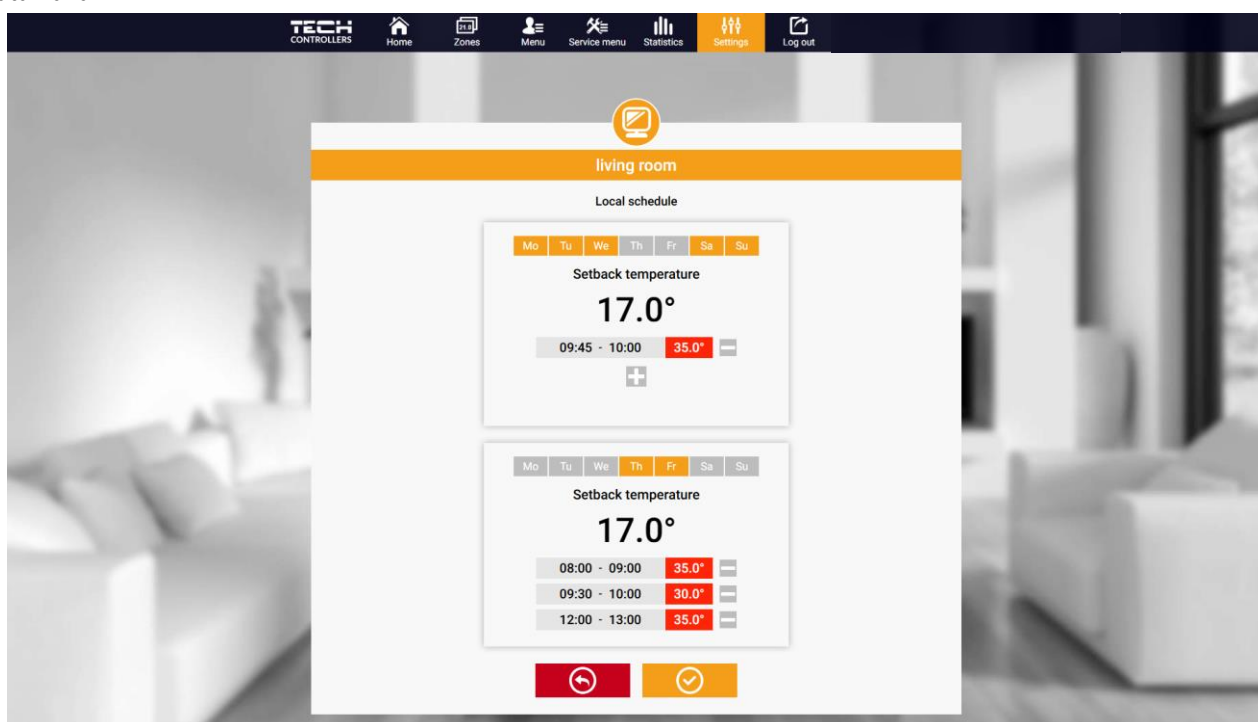 TECH
CONTROLLERS
Home
21.0
Zones
Menu
Service menu
Statistics
Settings
Log out
living room
Local schedule
Mo Tu We Th Fr Sa Su
Setback temperature
17.0°
09:45 - 10:00 35.0°
Mo Tu We Th Fr Sa Su
Setback temperature
17.0°
08:00 - 09:00 35.0°
09:30 - 10:00 30.0°
12:00 - 13:00 35.0°